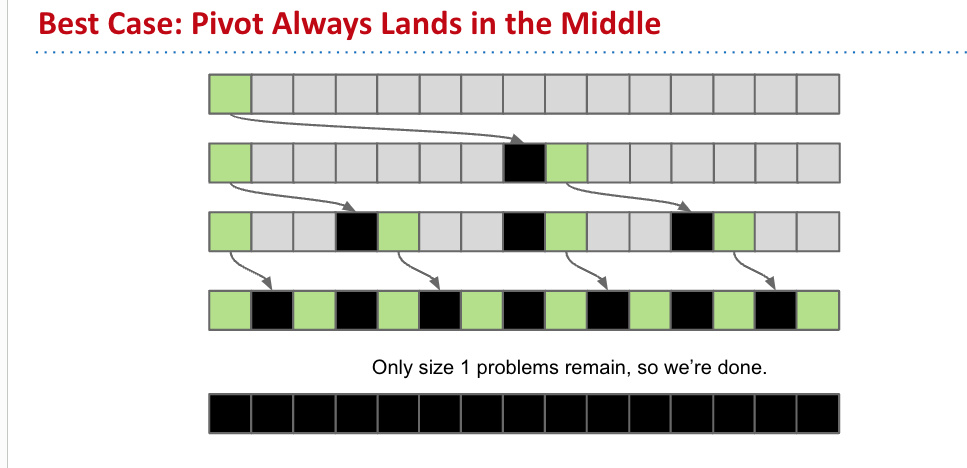 Best Case: Pivot Always Lands in the Middle
Only size 1 problems remain, so we’re done.